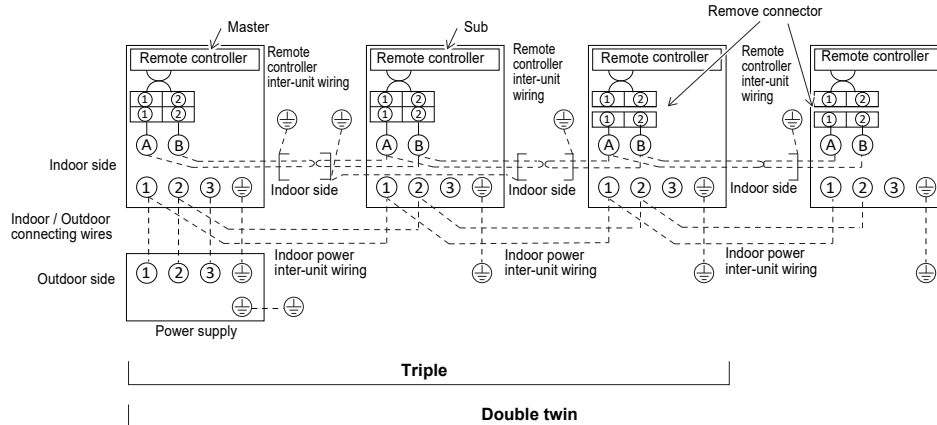 Master
Sub
Remove connector
Remote controller
Remote
controller
inter-unit wiring
Remote controller
Remote
controller
inter-unit
wiring
Remote controller
Remote
controller
inter-unit
wiring
Remote controller
1 2
1 2
1 2
1 2
1 2
1 2
1 2
1 2
A B
A B
A B
A B
Indoor side
Indoor side
Indoor side
Indoor side
1 2 3
1 2 3
1 2 3
1 2 3
Indoor / Outdoor
connecting wires
Indoor power
inter-unit wiring
Indoor power
inter-unit wiring
Indoor power
inter-unit wiring
Outdoor side
1 2 3
Power supply
Triple
Double twin